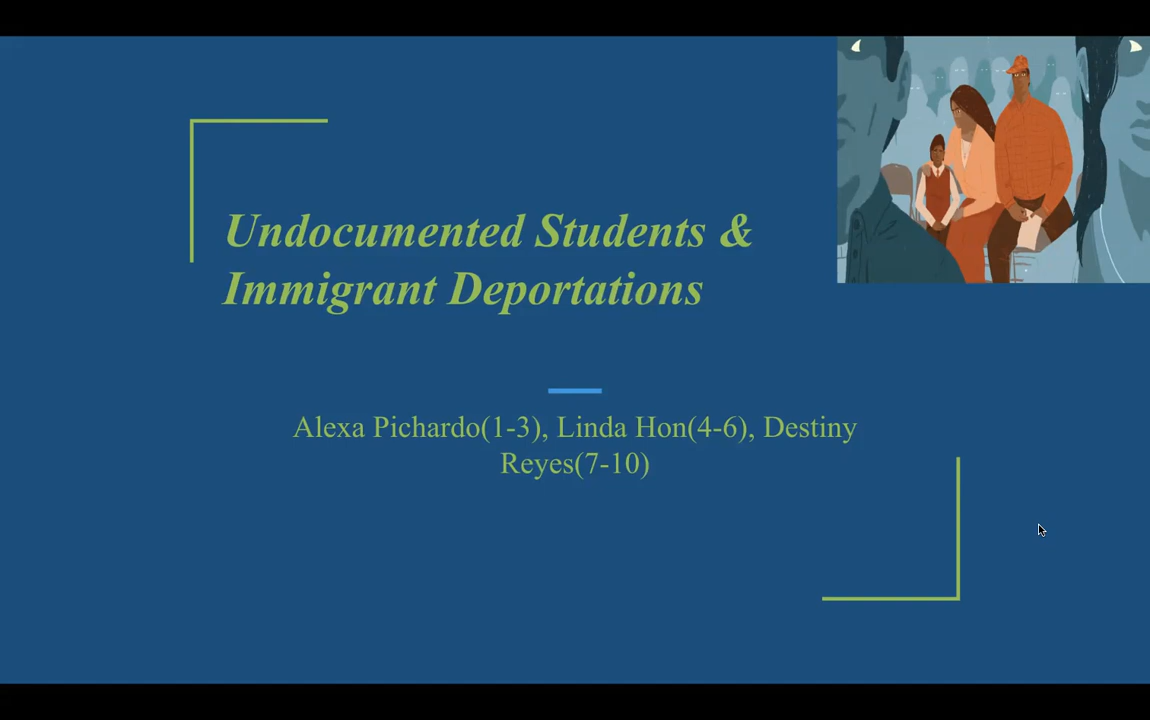 Undocumented Students &
Immigrant Deportations
Alexa Pichardo(1-3), Linda Hon(4-6), Destiny
Reyes(7-10)